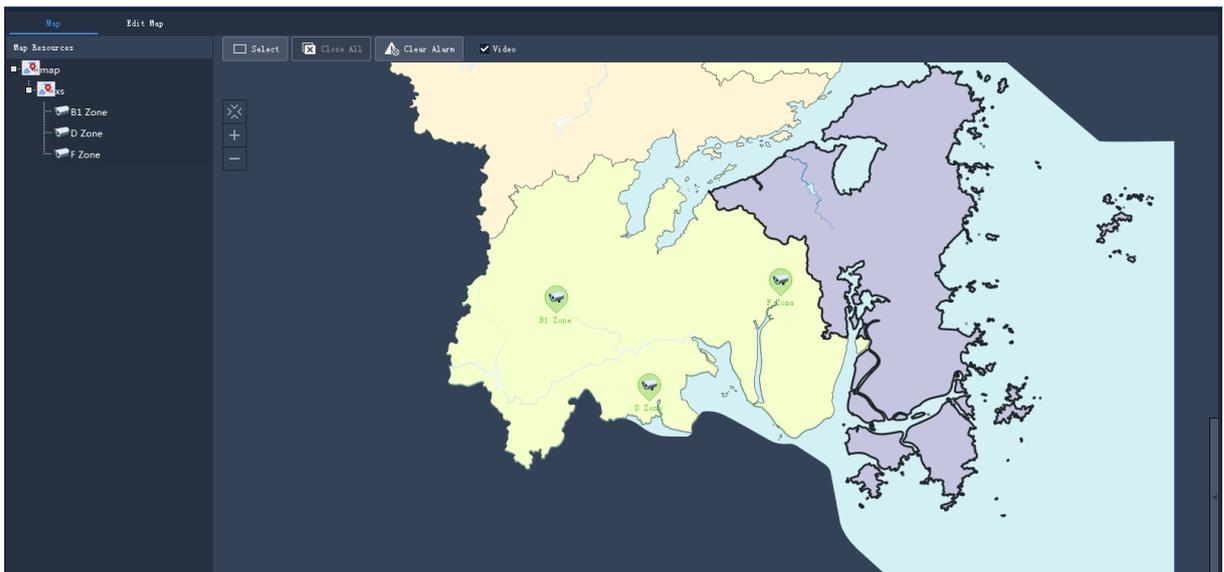 Map Edit Map
Map Resources
Select Close All Clear Alarm Video
map
xs
B1 Zone
D Zone
F Zone
F Zone
B1 Zone
D Zone